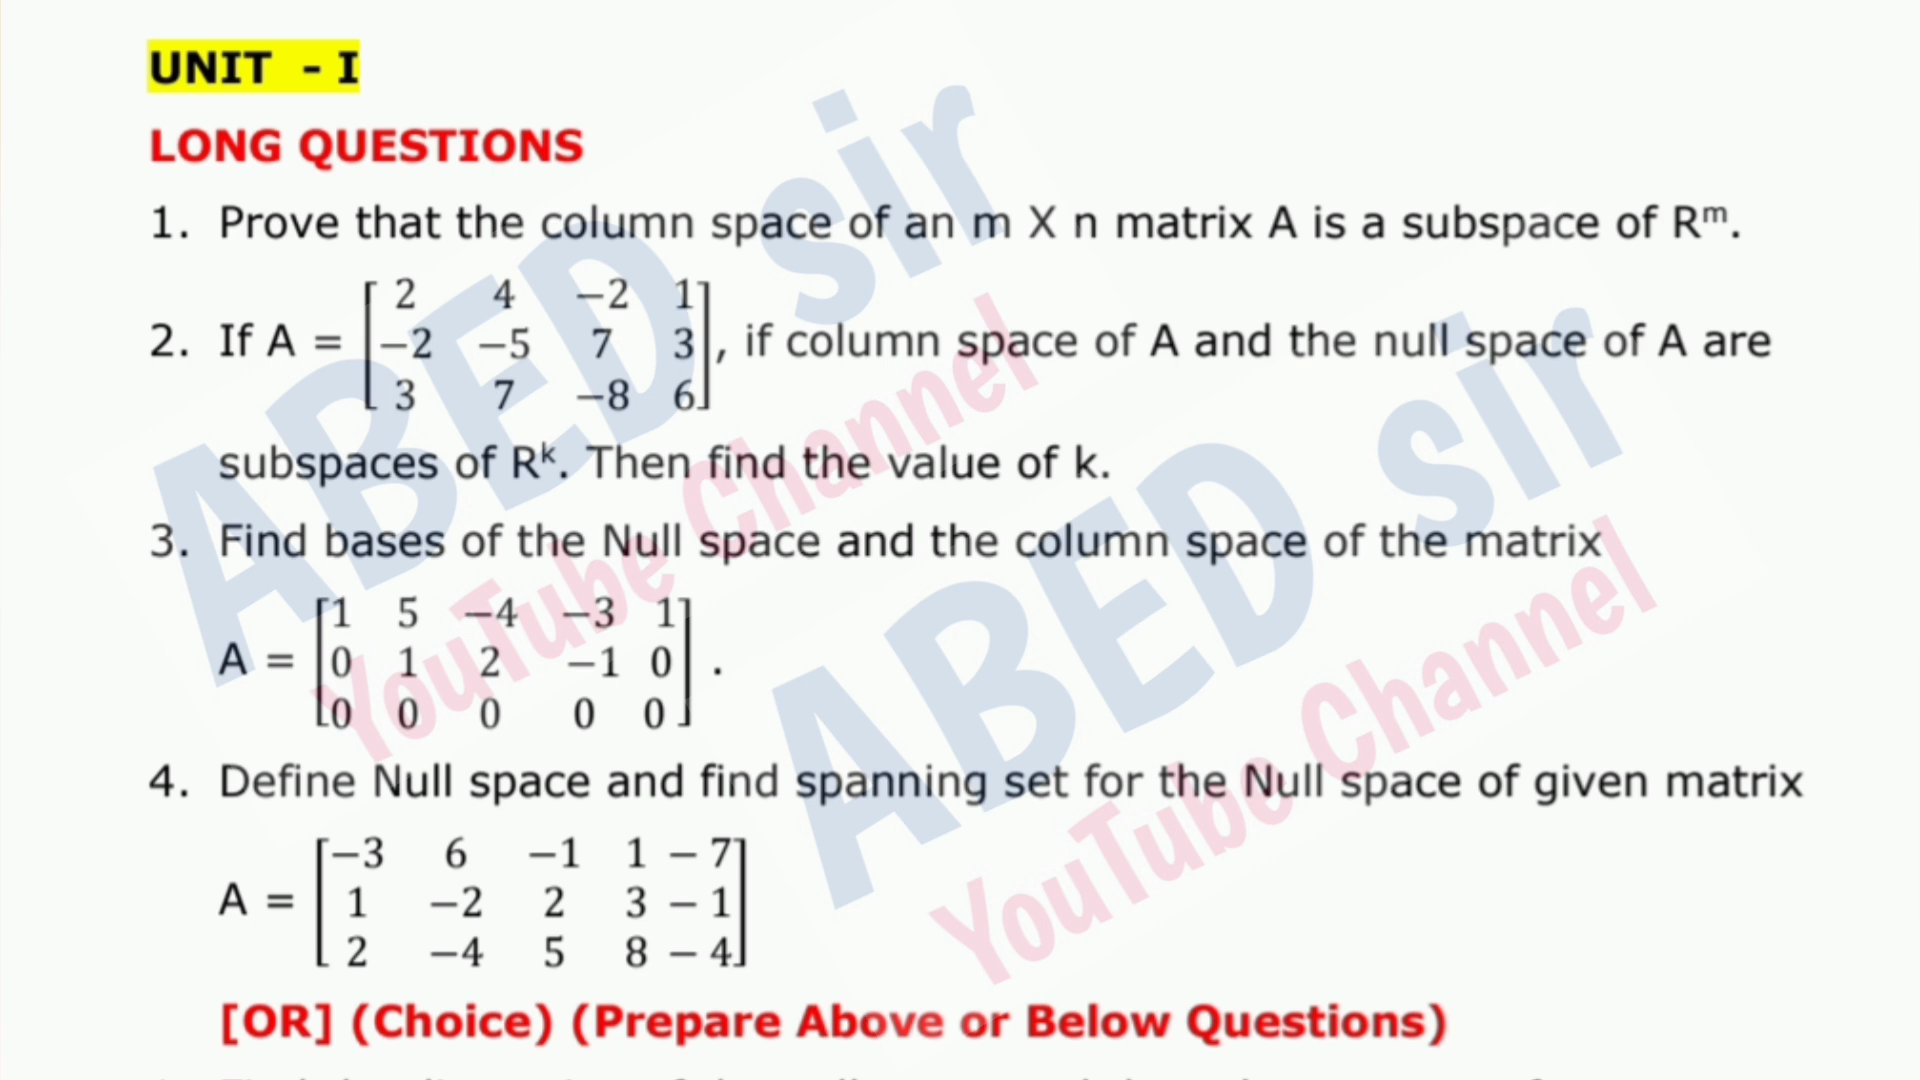 UNIT - I
LONG QUESTIONS
1. Prove that the column space of an m X n matrix A is a subspace of Rᵐ.
2 4 −2 1
2. If A = −2 −5 7 3 , if column space of A and the null space of A are
3 7 −8 6
subspaces of Rᵏ. Then find the value of k.
3. Find bases of the Null space and the column space of the matrix
1 5 −4 −3 1
A = 0 1 2 −1 0 .
0 0 0 0 0
4. Define Null space and find spanning set for the Null space of given matrix
−3 6 −1 1 − 7
A = 1 −2 2 3 − 1
2 −4 5 8 − 4
[OR] (Choice) (Prepare Above or Below Questions)
ABED sir
YouTube Channel
ABED sir
YouTube Channel